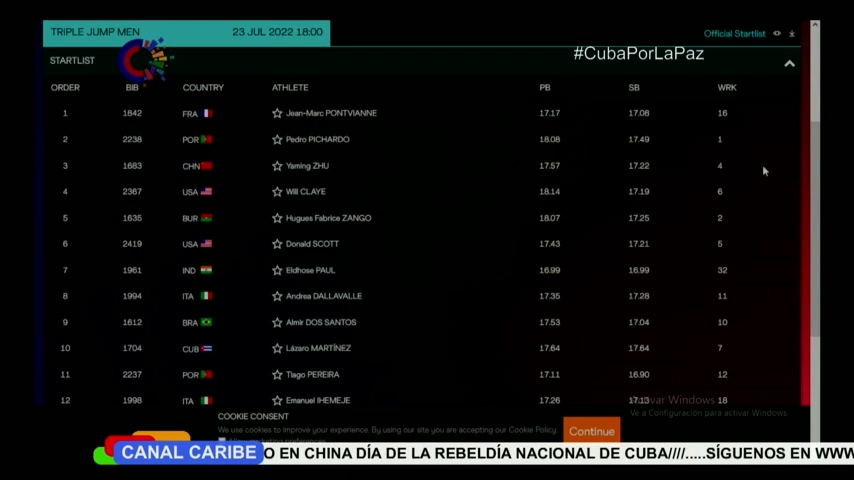 TRIPLE JUMP MEN 23 JUL 2022 18:00
Official Startlist
#CubaPorLaPaz
STARTLIST
ORDER BIB COUNTRY ATHLETE PB SB WRK
1 1842 FRA Jean-Marc PONTVIANNE 17.17 17.08 16
2 2238 POR Pedro PICHARDO 18.08 17.49 1
3 1683 CHN Yaming ZHU 17.57 17.22 4
4 2367 USA Will CLAYE 18.14 17.19 6
5 1635 BUR Hugues Fabrice ZANGO 18.07 17.25 2
6 2419 USA Donald SCOTT 17.43 17.21 5
7 1961 IND Eldhose PAUL 16.99 16.99 32
8 1994 ITA Andrea DALLAVALLE 17.35 17.28 11
9 1612 BRA Almir DOS SANTOS 17.53 17.04 10
10 1704 CUB Lázaro MARTÍNEZ 17.64 17.64 7
11 2237 POR Tiago PEREIRA 17.11 16.90 12
12 1998 ITA Emanuel IHEMEJE 17.26 17.13 18
Activar Windows
Ve a Configuración para activar Windows.
COOKIE CONSENT
We use cookies to improve your experience. By using our site you are accepting our Cookie Policy.
Continue
CANAL CARIBE O EN CHINA DÍA DE LA REBELDÍA NACIONAL DE CUBA////.....SÍGUENOS EN WWW